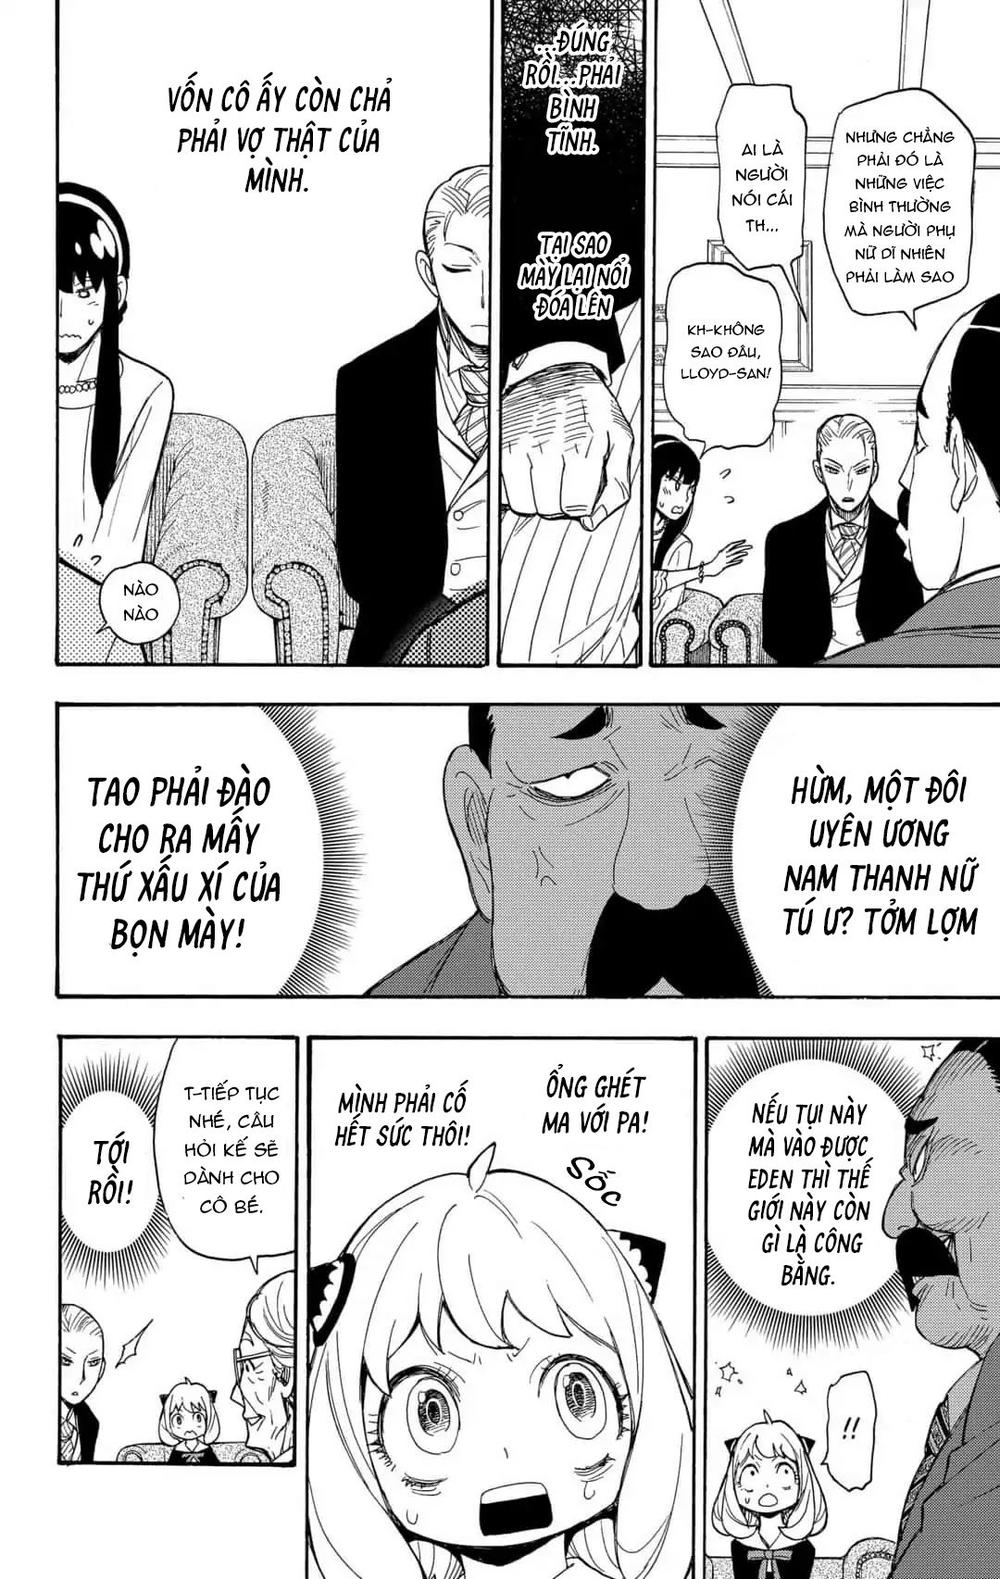 NHƯNG CHẲNG
PHẢI ĐÓ LÀ
NHỮNG VIỆC
BÌNH THƯỜNG
MÀ NGƯỜI PHỤ
NỮ DĨ NHIÊN
PHẢI LÀM SAO
AI LÀ
NGƯỜI
NÓI CÁI
TH...
KH-KHÔNG
SAO ĐÂU,
LLOYD-SAN!
...ĐÚNG
RỒI...PHẢI
BÌNH
TĨNH.
TẠI SAO
MÀY LẠI NỔI
ĐÓA LÊN
VỐN CÔ ẤY CÒN CHẢ
PHẢI VỢ THẬT CỦA
MÌNH.
NÀO
NÀO
HỪM, MỘT ĐÔI
UYÊN ƯƠNG
NAM THANH NỮ
TÚ Ư? TỞM LỢM
TAO PHẢI ĐÀO
CHO RA MẤY
THỨ XẤU XÍ CỦA
BỌN MÀY!
NẾU TỤI NÀY
MÀ VÀO ĐƯỢC
EDEN THÌ THẾ
GIỚI NÀY CÒN
GÌ LÀ CÔNG
BẰNG.
!!
ỔNG GHÉT
MA VỚI PA!
SỐC
MÌNH PHẢI CỐ
HẾT SỨC THÔI!
T-TIẾP TỤC
NHÉ, CÂU
HỎI KẾ SẼ
DÀNH CHO
CÔ BÉ.
TỚI
RỒI!